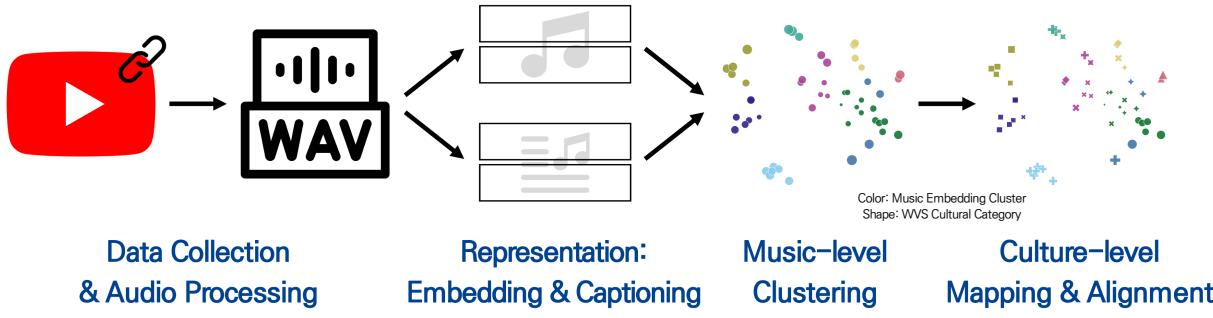 WAV
Color: Music Embedding Cluster
Shape: WVS Cultural Category
Data Collection
& Audio Processing
Representation:
Embedding & Captioning
Music-level
Clustering
Culture-level
Mapping & Alignment